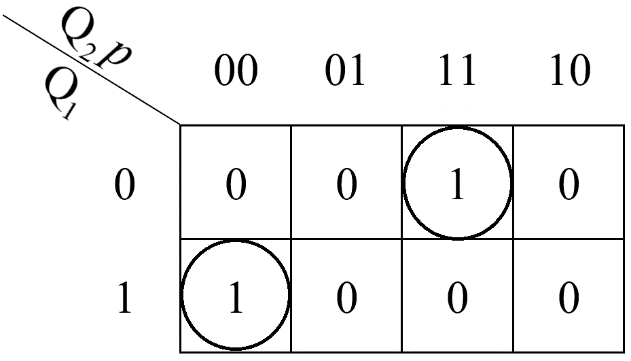 Q₂p
Q₁
00 01 11 10
0 0 0 1 0
1 1 0 0 0